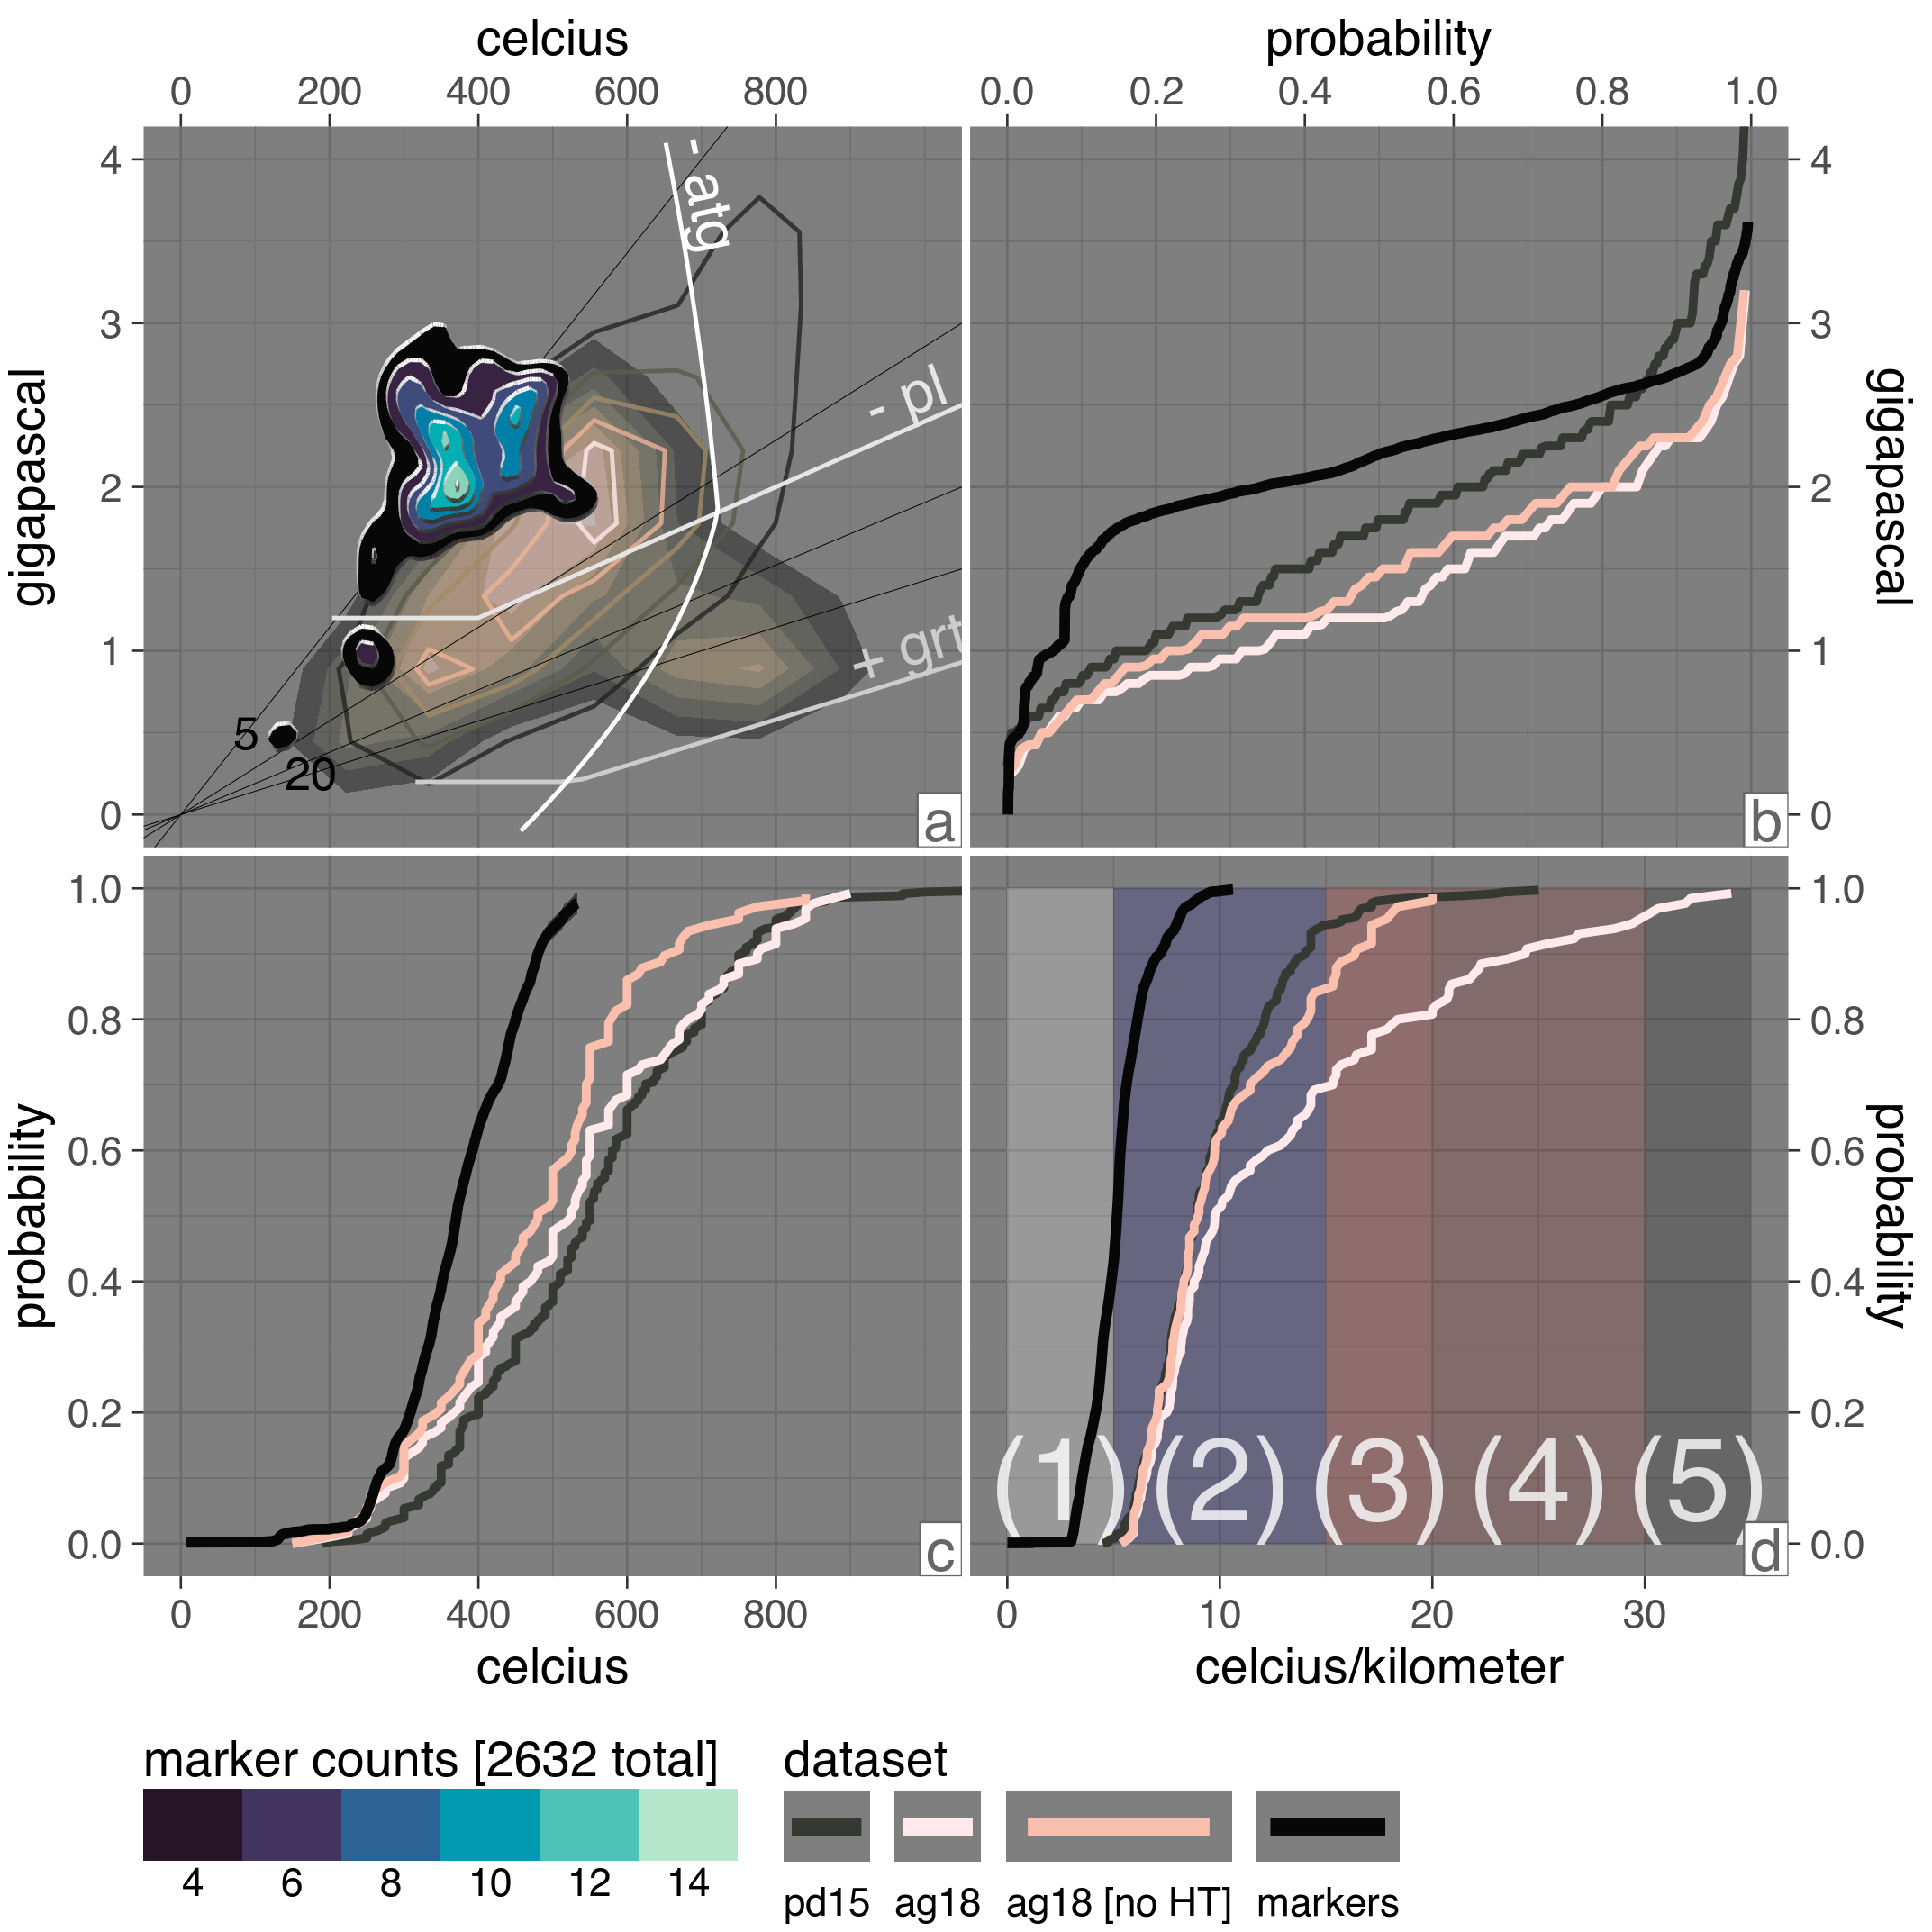 celcius
probability
0 200 400 600 800
0.0 0.2 0.4 0.6 0.8 1.0
gigapascal
4
3
2
1
0
- atg
- pl
+ grt
5
20
a
b
4
3
2
1
0
gigapascal
probability
1.0
0.8
0.6
0.4
0.2
0.0
c
(1) (2) (3) (4) (5)
d
1.0
0.8
0.6
0.4
0.2
0.0
probability
0 200 400 600 800
0 10 20 30
celcius
celcius/kilometer
marker counts [2632 total]
4 6 8 10 12 14
dataset
pd15 ag18 ag18 [no HT] markers